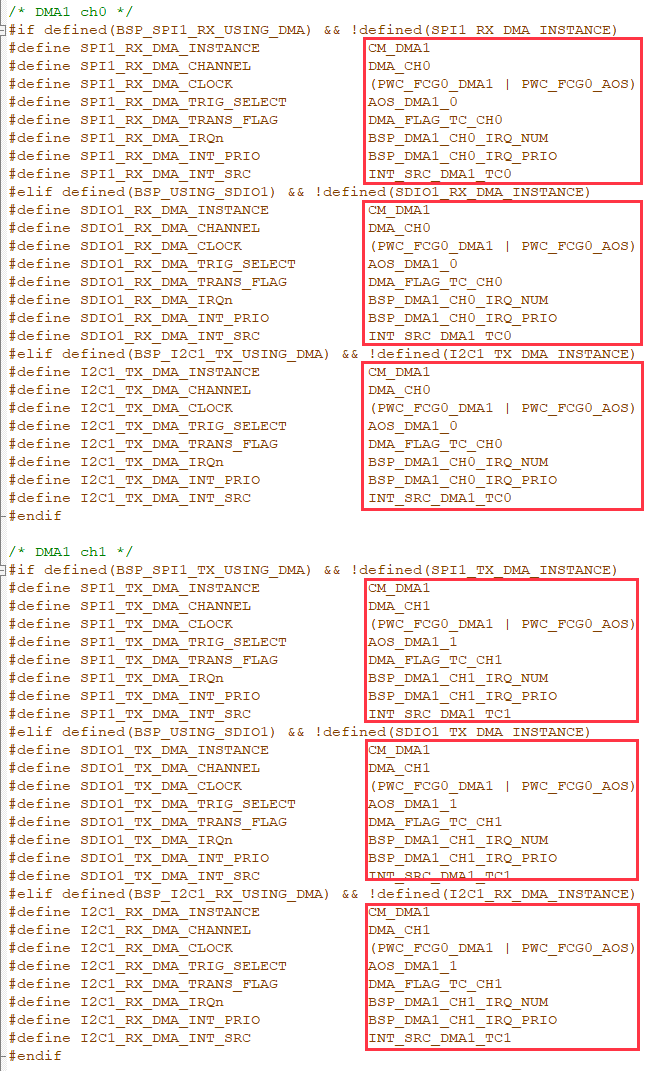 /* DMA1 ch0 */
#if defined(BSP_SPI1_RX_USING_DMA) && !defined(SPI1_RX_DMA_INSTANCE)
#define SPI1_RX_DMA_INSTANCE CM_DMA1
#define SPI1_RX_DMA_CHANNEL DMA_CH0
#define SPI1_RX_DMA_CLOCK (PWC_FCG0_DMA1 | PWC_FCG0_AOS)
#define SPI1_RX_DMA_TRIG_SELECT AOS_DMA1_0
#define SPI1_RX_DMA_TRANS_FLAG DMA_FLAG_TC_CH0
#define SPI1_RX_DMA_IRQn BSP_DMA1_CH0_IRQ_NUM
#define SPI1_RX_DMA_INT_PRIO BSP_DMA1_CH0_IRQ_PRIO
#define SPI1_RX_DMA_INT_SRC INT_SRC_DMA1_TC0
#elif defined(BSP_USING_SDIO1) && !defined(SDIO1_RX_DMA_INSTANCE)
#define SDIO1_RX_DMA_INSTANCE CM_DMA1
#define SDIO1_RX_DMA_CHANNEL DMA_CH0
#define SDIO1_RX_DMA_CLOCK (PWC_FCG0_DMA1 | PWC_FCG0_AOS)
#define SDIO1_RX_DMA_TRIG_SELECT AOS_DMA1_0
#define SDIO1_RX_DMA_TRANS_FLAG DMA_FLAG_TC_CH0
#define SDIO1_RX_DMA_IRQn BSP_DMA1_CH0_IRQ_NUM
#define SDIO1_RX_DMA_INT_PRIO BSP_DMA1_CH0_IRQ_PRIO
#define SDIO1_RX_DMA_INT_SRC INT_SRC_DMA1_TC0
#elif defined(BSP_I2C1_TX_USING_DMA) && !defined(I2C1_TX_DMA_INSTANCE)
#define I2C1_TX_DMA_INSTANCE CM_DMA1
#define I2C1_TX_DMA_CHANNEL DMA_CH0
#define I2C1_TX_DMA_CLOCK (PWC_FCG0_DMA1 | PWC_FCG0_AOS)
#define I2C1_TX_DMA_TRIG_SELECT AOS_DMA1_0
#define I2C1_TX_DMA_TRANS_FLAG DMA_FLAG_TC_CH0
#define I2C1_TX_DMA_IRQn BSP_DMA1_CH0_IRQ_NUM
#define I2C1_TX_DMA_INT_PRIO BSP_DMA1_CH0_IRQ_PRIO
#define I2C1_TX_DMA_INT_SRC INT_SRC_DMA1_TC0
#endif
/* DMA1 ch1 */
#if defined(BSP_SPI1_TX_USING_DMA) && !defined(SPI1_TX_DMA_INSTANCE)
#define SPI1_TX_DMA_INSTANCE CM_DMA1
#define SPI1_TX_DMA_CHANNEL DMA_CH1
#define SPI1_TX_DMA_CLOCK (PWC_FCG0_DMA1 | PWC_FCG0_AOS)
#define SPI1_TX_DMA_TRIG_SELECT AOS_DMA1_1
#define SPI1_TX_DMA_TRANS_FLAG DMA_FLAG_TC_CH1
#define SPI1_TX_DMA_IRQn BSP_DMA1_CH1_IRQ_NUM
#define SPI1_TX_DMA_INT_PRIO BSP_DMA1_CH1_IRQ_PRIO
#define SPI1_TX_DMA_INT_SRC INT_SRC_DMA1_TC1
#elif defined(BSP_USING_SDIO1) && !defined(SDIO1_TX_DMA_INSTANCE)
#define SDIO1_TX_DMA_INSTANCE CM_DMA1
#define SDIO1_TX_DMA_CHANNEL DMA_CH1
#define SDIO1_TX_DMA_CLOCK (PWC_FCG0_DMA1 | PWC_FCG0_AOS)
#define SDIO1_TX_DMA_TRIG_SELECT AOS_DMA1_1
#define SDIO1_TX_DMA_TRANS_FLAG DMA_FLAG_TC_CH1
#define SDIO1_TX_DMA_IRQn BSP_DMA1_CH1_IRQ_NUM
#define SDIO1_TX_DMA_INT_PRIO BSP_DMA1_CH1_IRQ_PRIO
#define SDIO1_TX_DMA_INT_SRC INT_SRC_DMA1_TC1
#elif defined(BSP_I2C1_RX_USING_DMA) && !defined(I2C1_RX_DMA_INSTANCE)
#define I2C1_RX_DMA_INSTANCE CM_DMA1
#define I2C1_RX_DMA_CHANNEL DMA_CH1
#define I2C1_RX_DMA_CLOCK (PWC_FCG0_DMA1 | PWC_FCG0_AOS)
#define I2C1_RX_DMA_TRIG_SELECT AOS_DMA1_1
#define I2C1_RX_DMA_TRANS_FLAG DMA_FLAG_TC_CH1
#define I2C1_RX_DMA_IRQn BSP_DMA1_CH1_IRQ_NUM
#define I2C1_RX_DMA_INT_PRIO BSP_DMA1_CH1_IRQ_PRIO
#define I2C1_RX_DMA_INT_SRC INT_SRC_DMA1_TC1
#endif